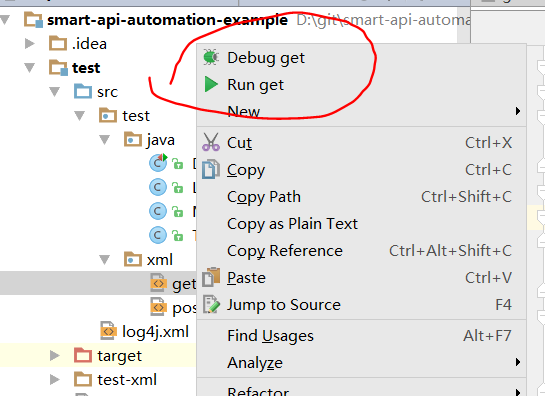 smart-api-automation-example D:\git\smart-api-automa
.idea
test
src
test
java
xml
get
log4j.xml
target
test-xml
Debug get
Run get
New
Cut Ctrl+X
Copy Ctrl+C
Copy Path Ctrl+Shift+C
Copy as Plain Text
Copy Reference Ctrl+Alt+Shift+C
Paste Ctrl+V
Jump to Source F4
Find Usages Alt+F7
Analyze
Refactor